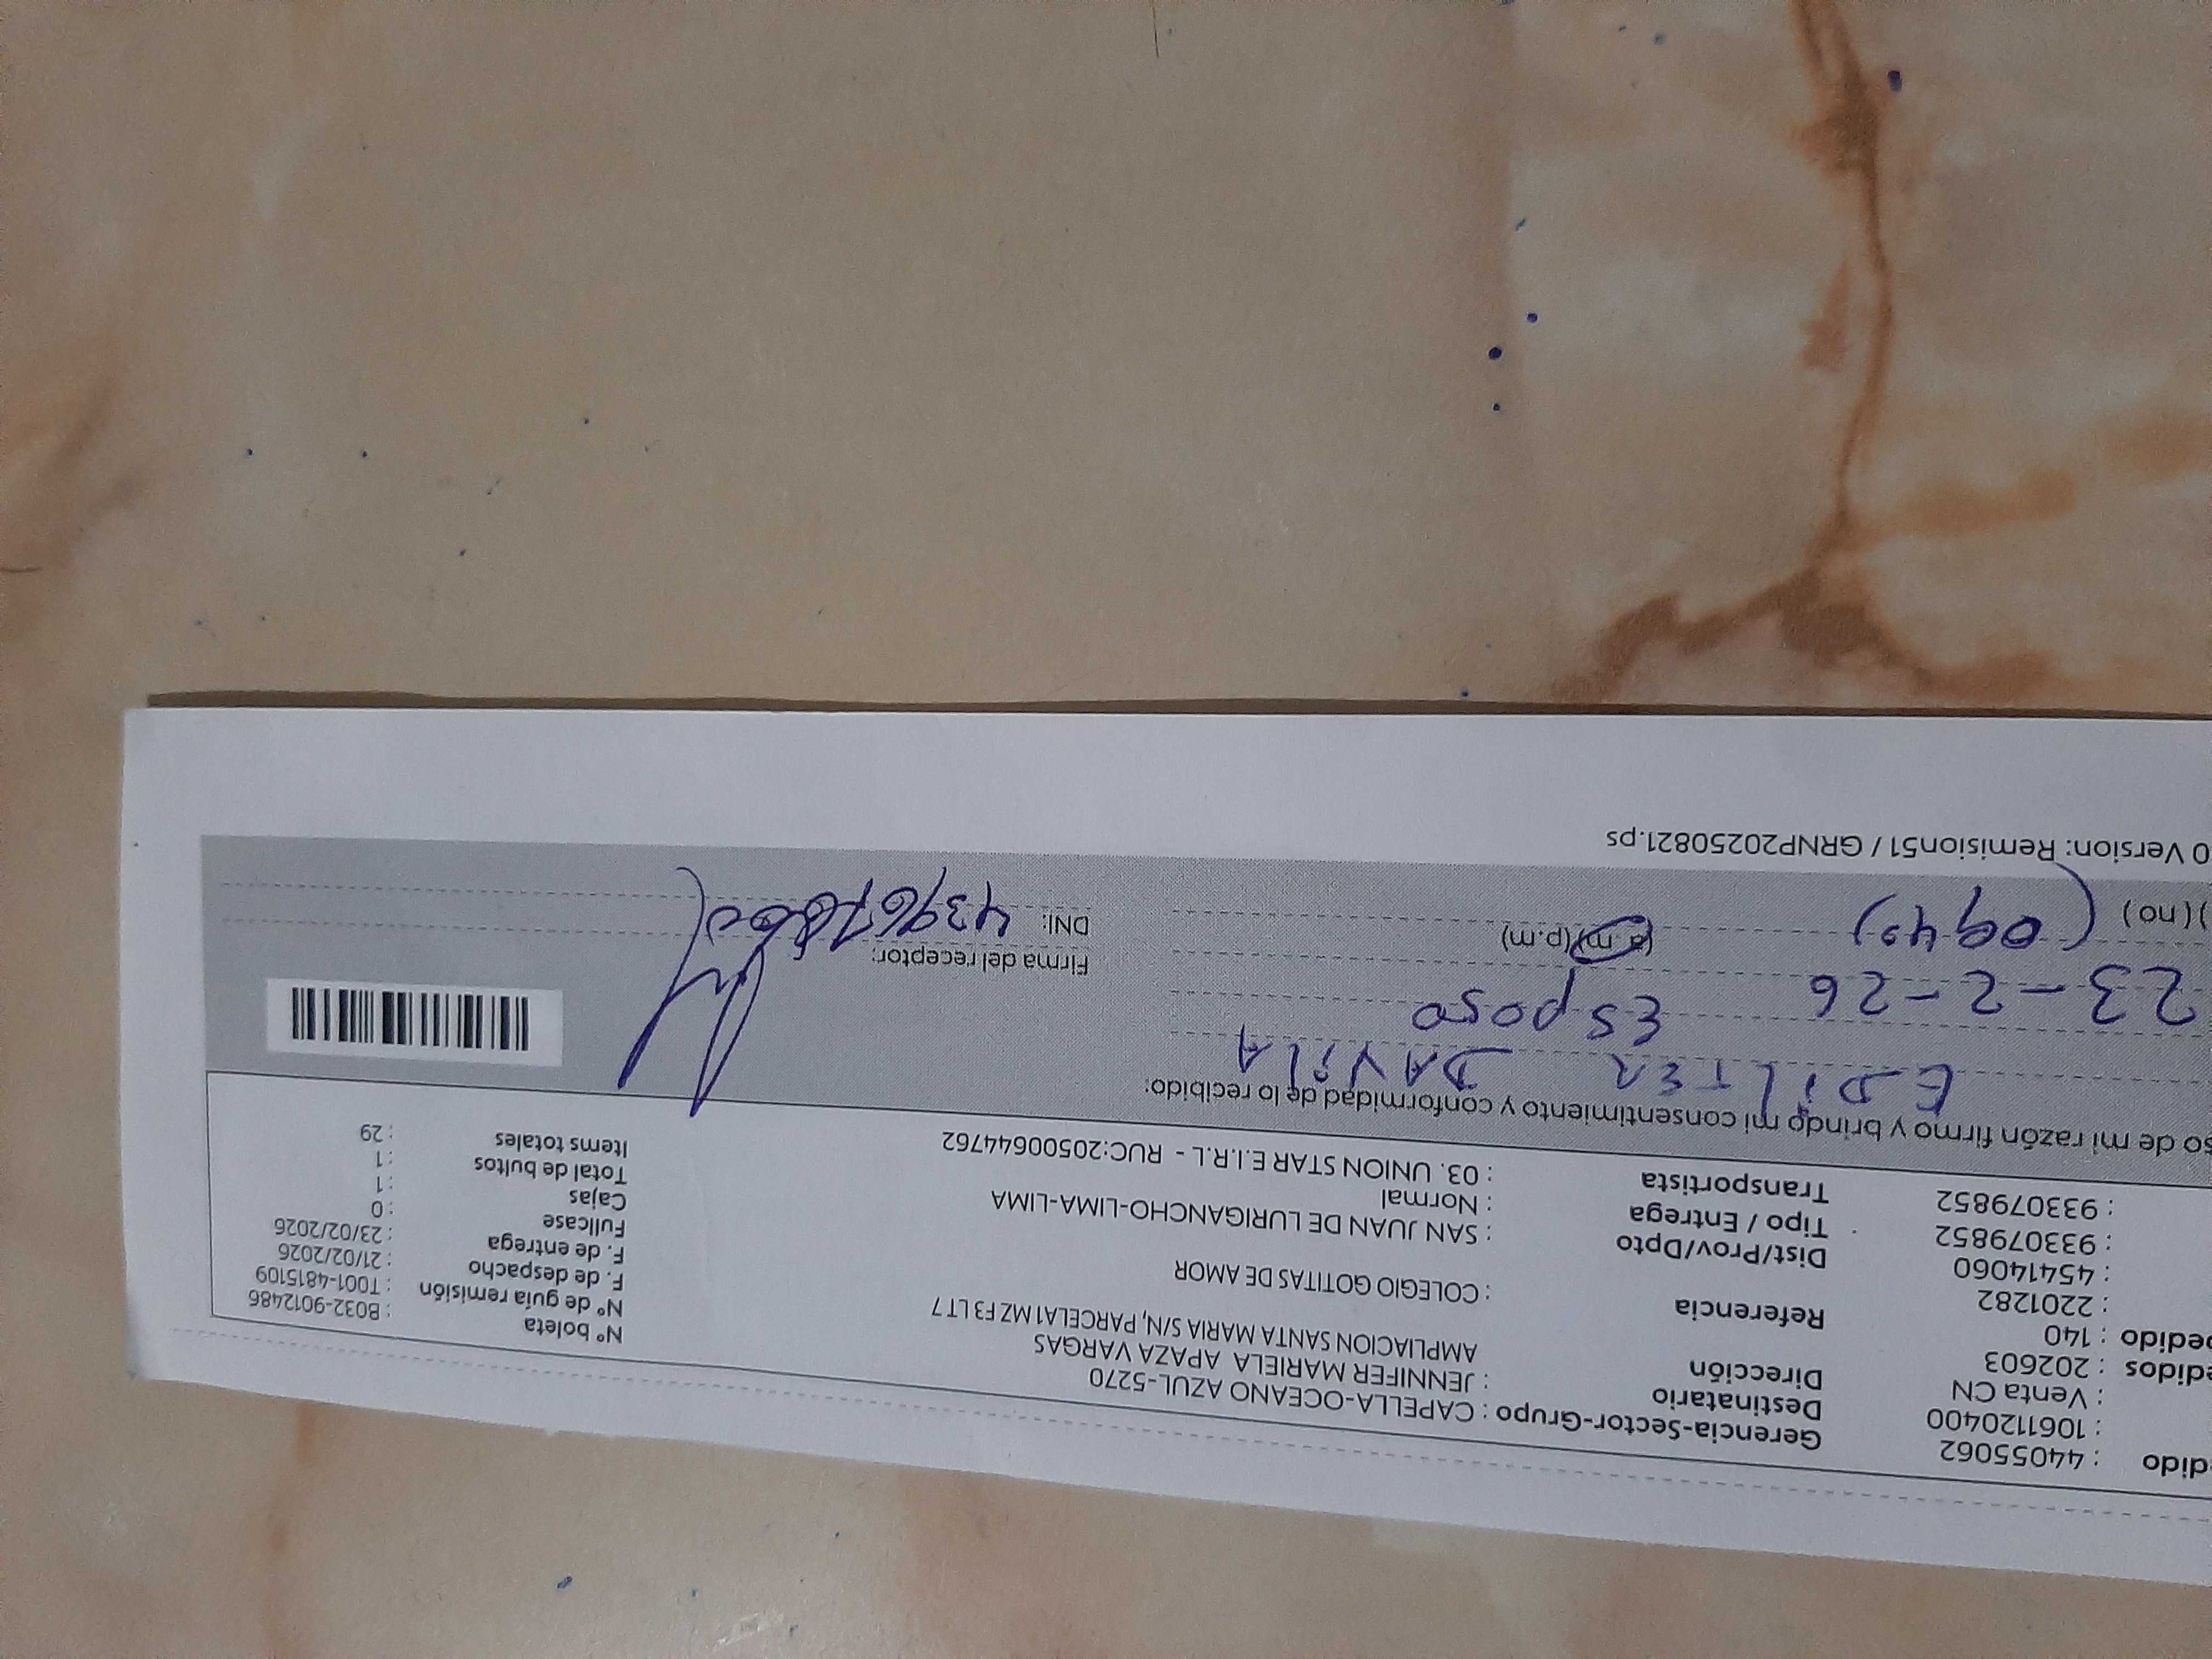 dido : 44055062 Gerencia-Sector-Grupo : CAPELLA-OCEANO AZUL-5270
: 1061120400 Destinatario : JENNIFER MARIELA APAZA VARGAS
: Venta CN Dirección AMPLIACION SANTA MARIA S/N, PARCELA1 MZ F3 LT 7
edidos : 202603
edido : 140 Referencia : COLEGIO GOTITAS DE AMOR
: 2201282
: 45414060 Dist/Prov/Dpto : SAN JUAN DE LURIGANCHO-LIMA-LIMA
: 933079852 Tipo / Entrega : Normal
: 933079852 Transportista : 03. UNION STAR E.I.R.L - RUC:20500644762
Nº boleta : B032-9012486
Nº de guía remisión : T001-4815109
F. de despacho : 21/02/2026
F. de entrega : 23/02/2026
Fullcase : 0
Cajas : 1
Total de bultos : 1
Items totales : 29
so de mi razón firmo y brindo mi consentimiento y conformidad de lo recibido:
EDILTER DAVILA
Esposo
23-2-26
)(no) (09 40) (a.m)(p.m)
Firma del receptor:
DNI:
0 Version: Remision51 / GRNP20250821.ps